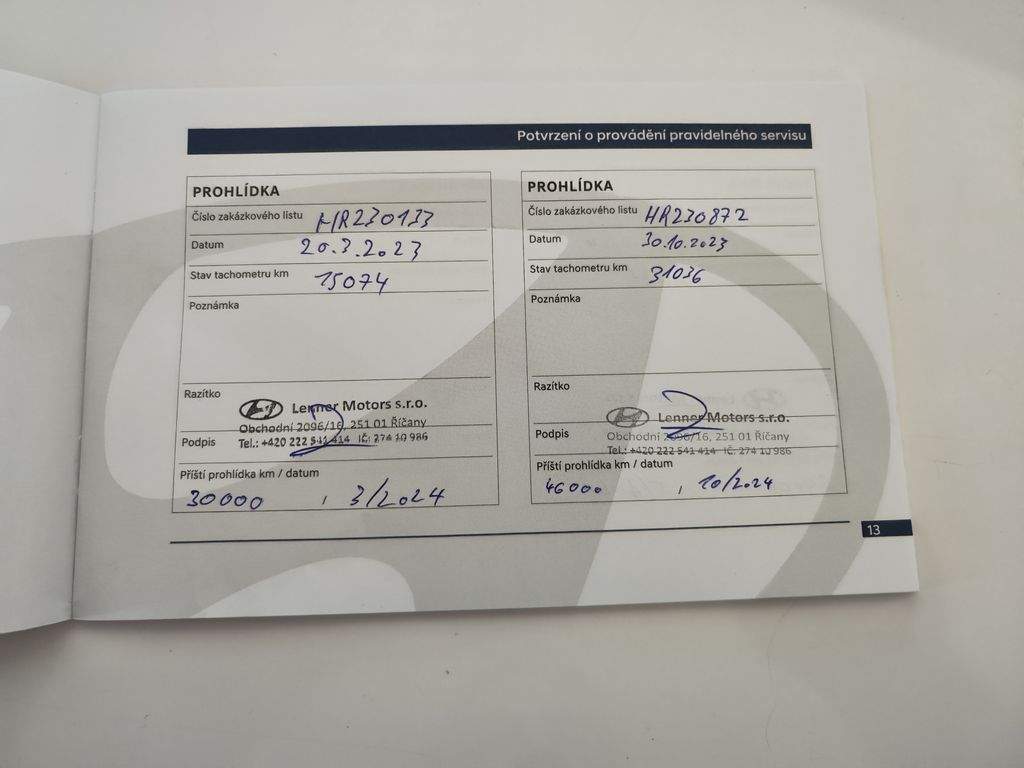 Potvrzení o provádění pravidelného servisu
PROHLÍDKA
Číslo zakázkového listu HR230133
Datum 20.3.2023
Stav tachometru km 15074
Poznámka
Razítko
Lenner Motors s.r.o.
Obchodní 2096/16, 251 01 Říčany
Podpis
Tel.: +420 222 541 414 IČ: 274 10 986
Příští prohlídka km / datum
30000 , 3/2024
PROHLÍDKA
Číslo zakázkového listu HR230872
Datum 30.10.2023
Stav tachometru km 31036
Poznámka
Razítko
Lenner Motors s.r.o.
Obchodní 2096/16, 251 01 Říčany
Podpis
Tel.: +420 222 541 414 IČ: 274 10 986
Příští prohlídka km / datum
46000 , 10/2024
13